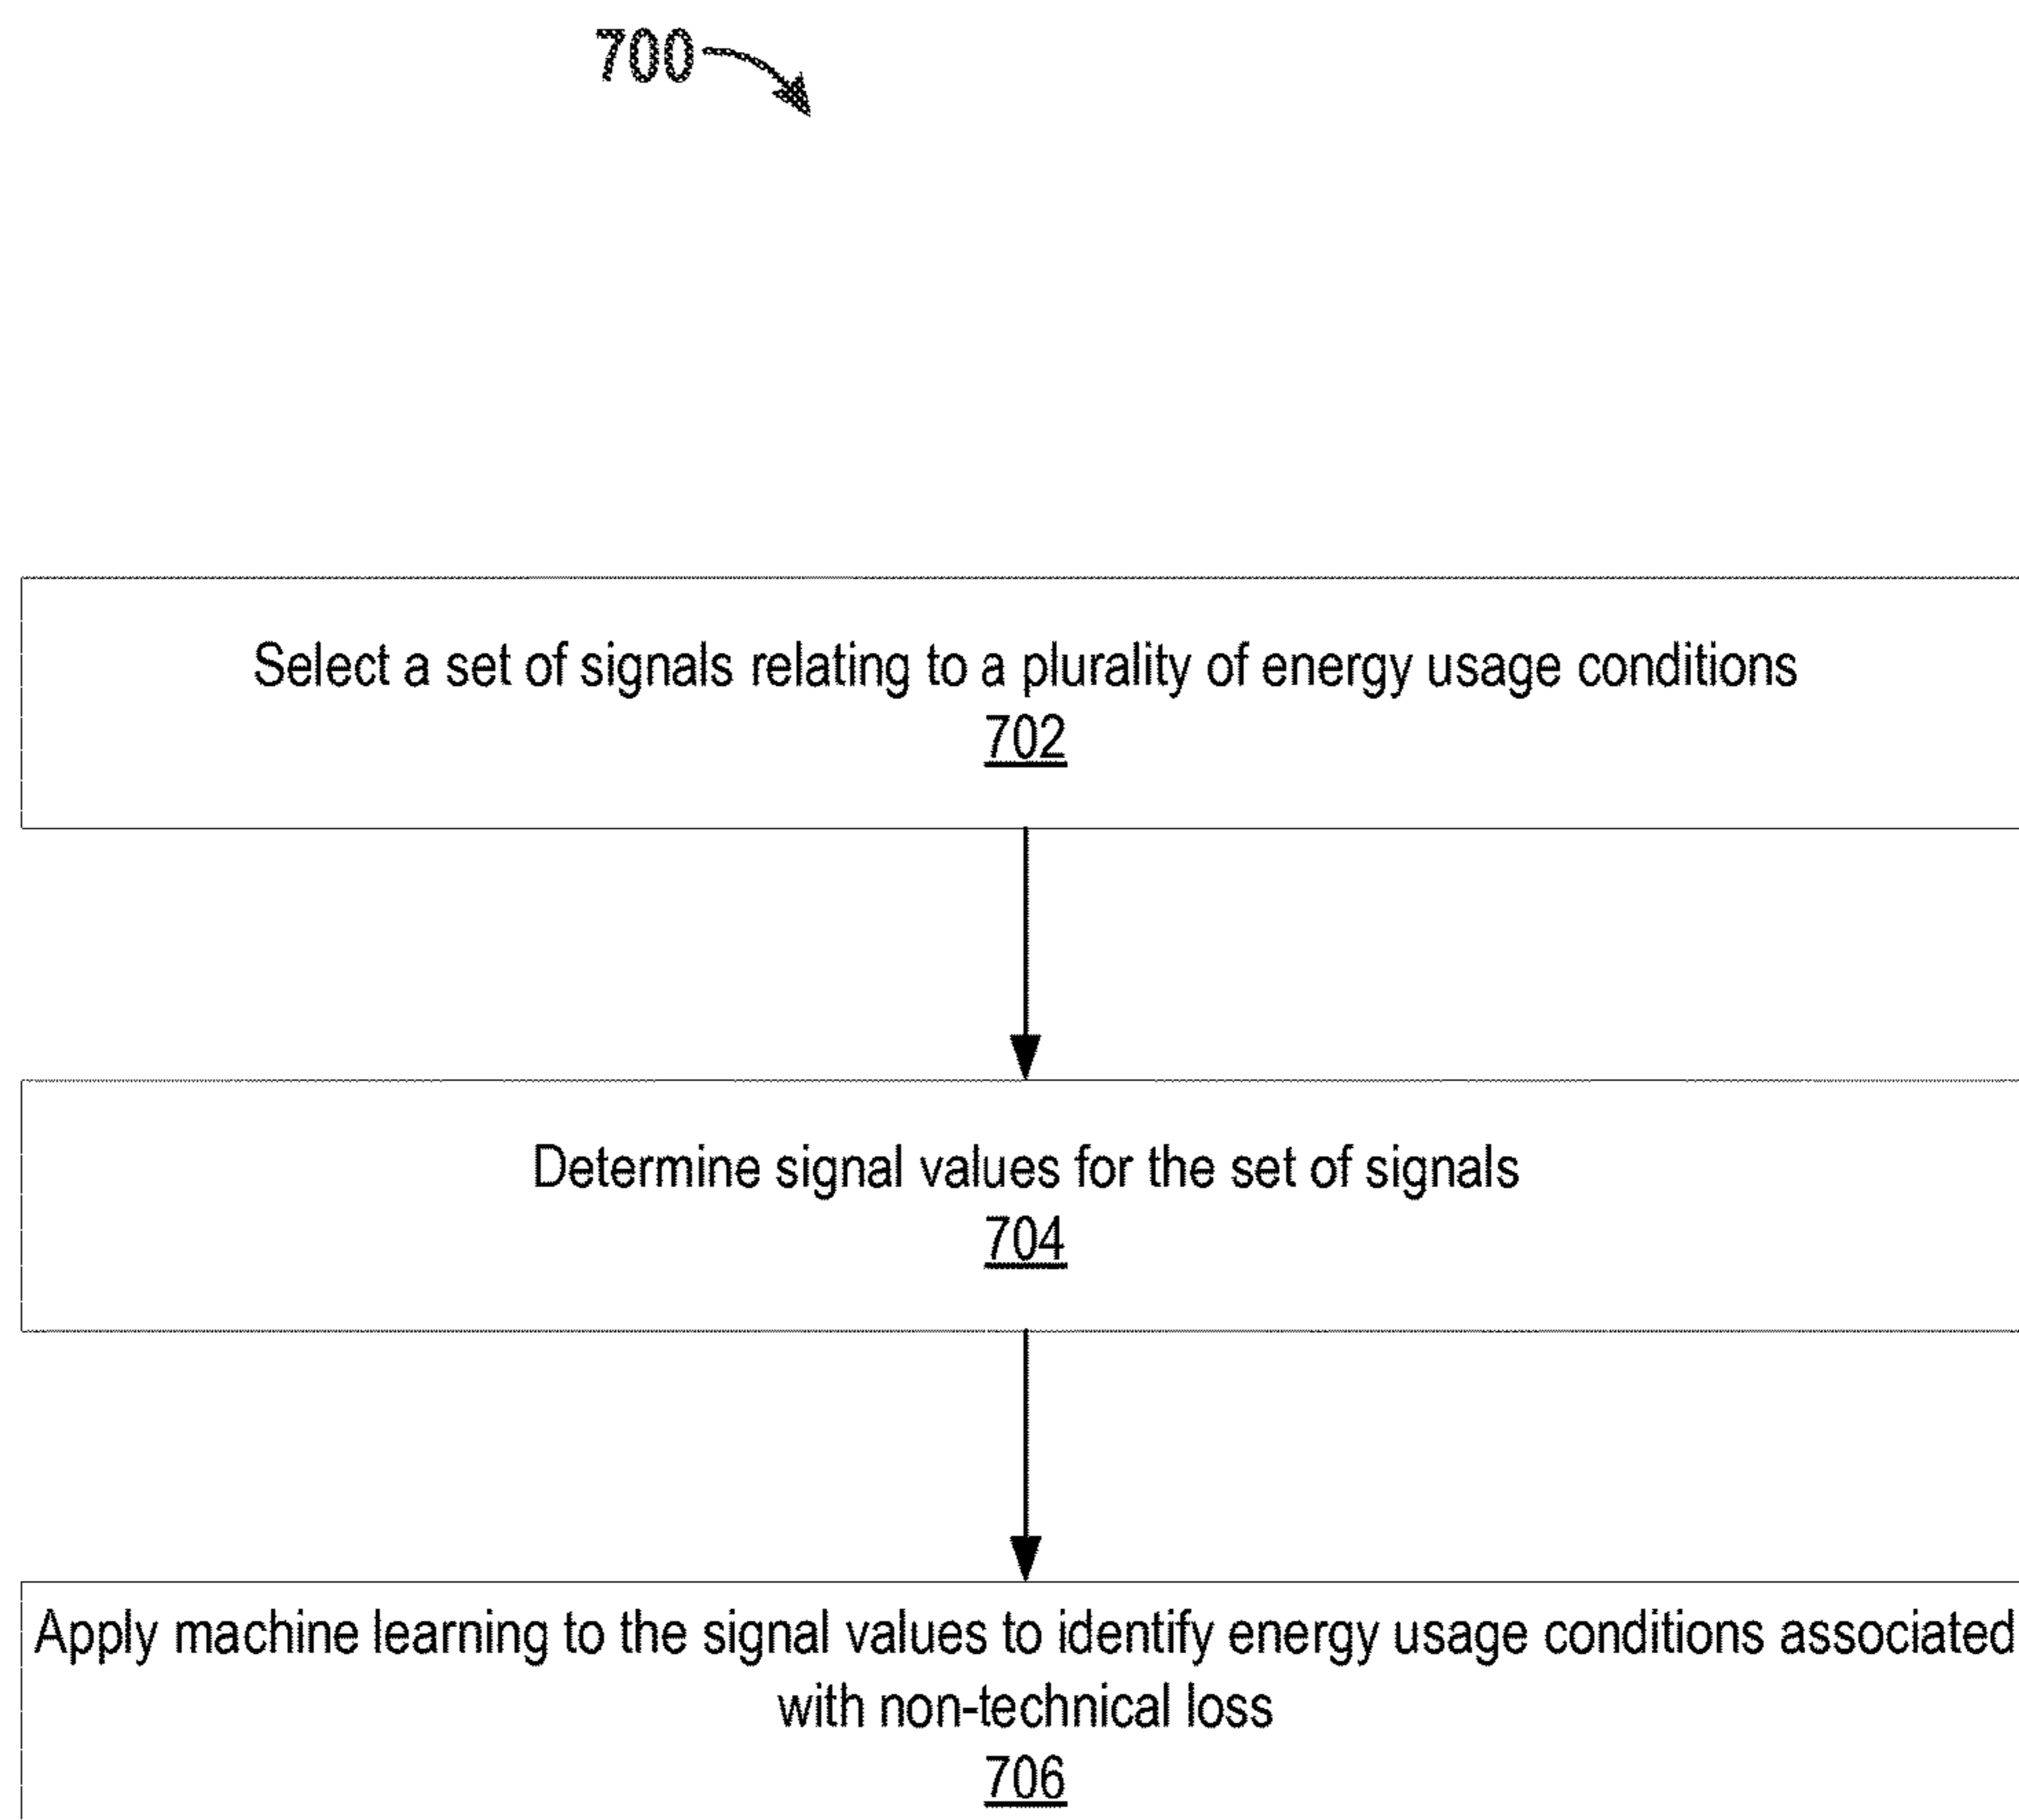 700
Select a set of signals relating to a plurality of energy usage conditions
702
Determine signal values for the set of signals
704
Apply machine learning to the signal values to identify energy usage conditions associated
with non-technical loss
706